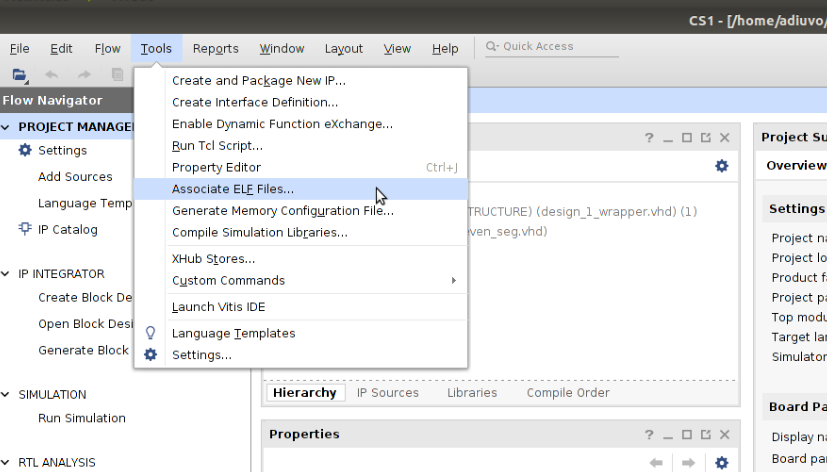 CS1 - [/home/adiuvo/
File Edit Flow Tools Reports Window Layout View Help Quick Access
Flow Navigator
PROJECT MANAGE
Settings
Add Sources
Language Temp
IP Catalog
IP INTEGRATOR
Create Block De
Open Block Desi
Generate Block
SIMULATION
Run Simulation
RTL ANALYSIS
Create and Package New IP...
Create Interface Definition...
Enable Dynamic Function eXchange...
Run Tcl Script...
Property Editor Ctrl+J
Associate ELF Files...
Generate Memory Configuration File...
Compile Simulation Libraries...
XHub Stores...
Custom Commands
Launch Vitis IDE
Language Templates
Settings...
TRUCTURE) (design_1_wrapper.vhd) (1)
even_seg.vhd)
Hierarchy IP Sources Libraries Compile Order
Properties
Project Su
Overview
Settings
Project na
Project lo
Product fa
Project pa
Top modu
Target lan
Simulator
Board Pa
Display na
Board par